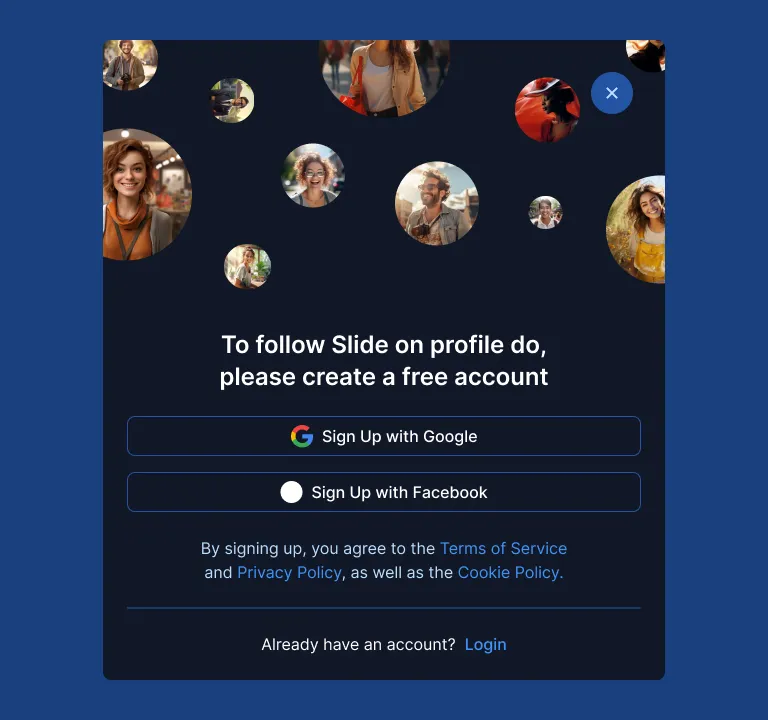 To follow Slide on profile do,
please create a free account
Sign Up with Google
Sign Up with Facebook
By signing up, you agree to the Terms of Service
and Privacy Policy, as well as the Cookie Policy.
Already have an account? Login